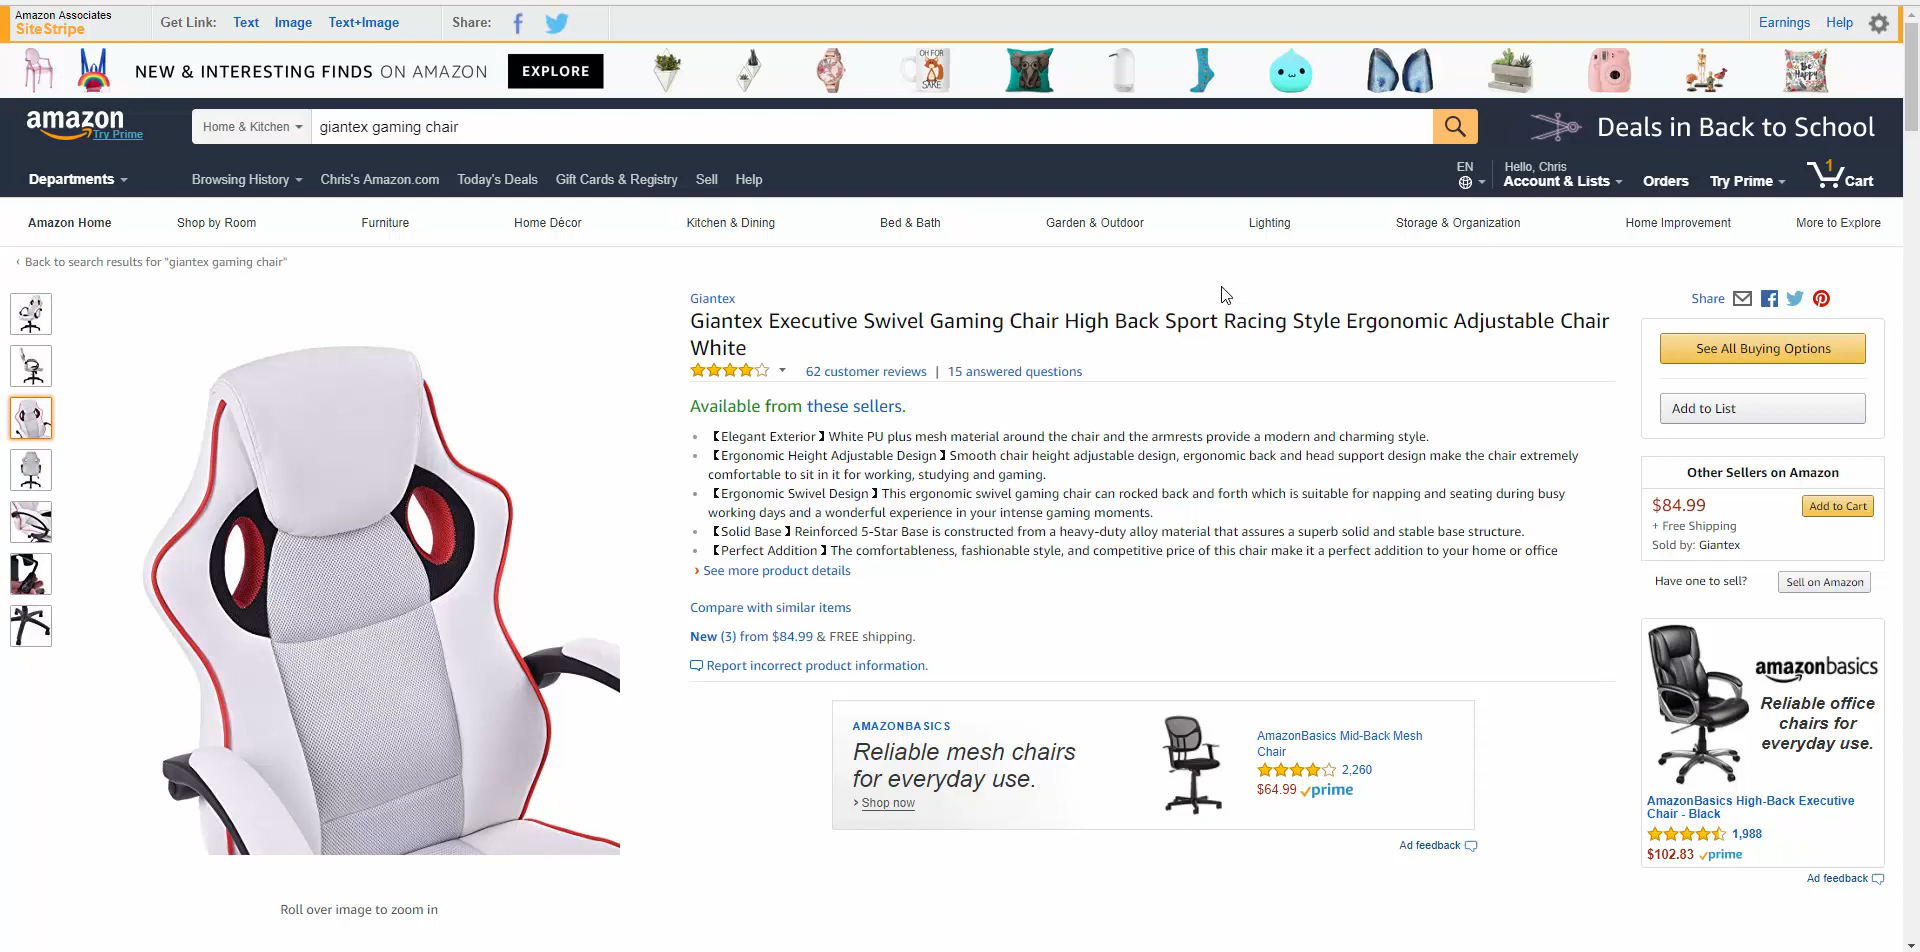 Amazon Associates
SiteStripe
Get Link: Text Image Text+Image Share:
Earnings Help
NEW & INTERESTING FINDS ON AMAZON EXPLORE
OH FOR
SAKE
Be
Happy
amazon
Try Prime
Home & Kitchen giantex gaming chair
Deals in Back to School
Departments Browsing History Chris's Amazon.com Today's Deals Gift Cards & Registry Sell Help
EN
Hello, Chris
Account & Lists Orders Try Prime 1 Cart
Amazon Home Shop by Room Furniture Home Décor Kitchen & Dining Bed & Bath Garden & Outdoor Lighting Storage & Organization Home Improvement More to Explore
‹ Back to search results for "giantex gaming chair"
Giantex
Giantex Executive Swivel Gaming Chair High Back Sport Racing Style Ergonomic Adjustable Chair
White
62 customer reviews | 15 answered questions
Available from these sellers.
• 【Elegant Exterior】White PU plus mesh material around the chair and the armrests provide a modern and charming style.
• 【Ergonomic Height Adjustable Design】Smooth chair height adjustable design, ergonomic back and head support design make the chair extremely
comfortable to sit in it for working, studying and gaming.
• 【Ergonomic Swivel Design】This ergonomic swivel gaming chair can rocked back and forth which is suitable for napping and seating during busy
working days and a wonderful experience in your intense gaming moments.
• 【Solid Base】Reinforced 5-Star Base is constructed from a heavy-duty alloy material that assures a superb solid and stable base structure.
• 【Perfect Addition】The comfortableness, fashionable style, and competitive price of this chair make it a perfect addition to your home or office
› See more product details
Compare with similar items
New (3) from $84.99 & FREE shipping.
Report incorrect product information.
AMAZONBASICS
Reliable mesh chairs
for everyday use.
› Shop now
AmazonBasics Mid-Back Mesh
Chair
2,260
$64.99 prime
Ad feedback
Roll over image to zoom in
Share
See All Buying Options
Add to List
Other Sellers on Amazon
$84.99 Add to Cart
+ Free Shipping
Sold by: Giantex
Have one to sell? Sell on Amazon
amazonbasics
Reliable office
chairs for
everyday use.
AmazonBasics High-Back Executive
Chair - Black
1,988
$102.83 prime
Ad feedback